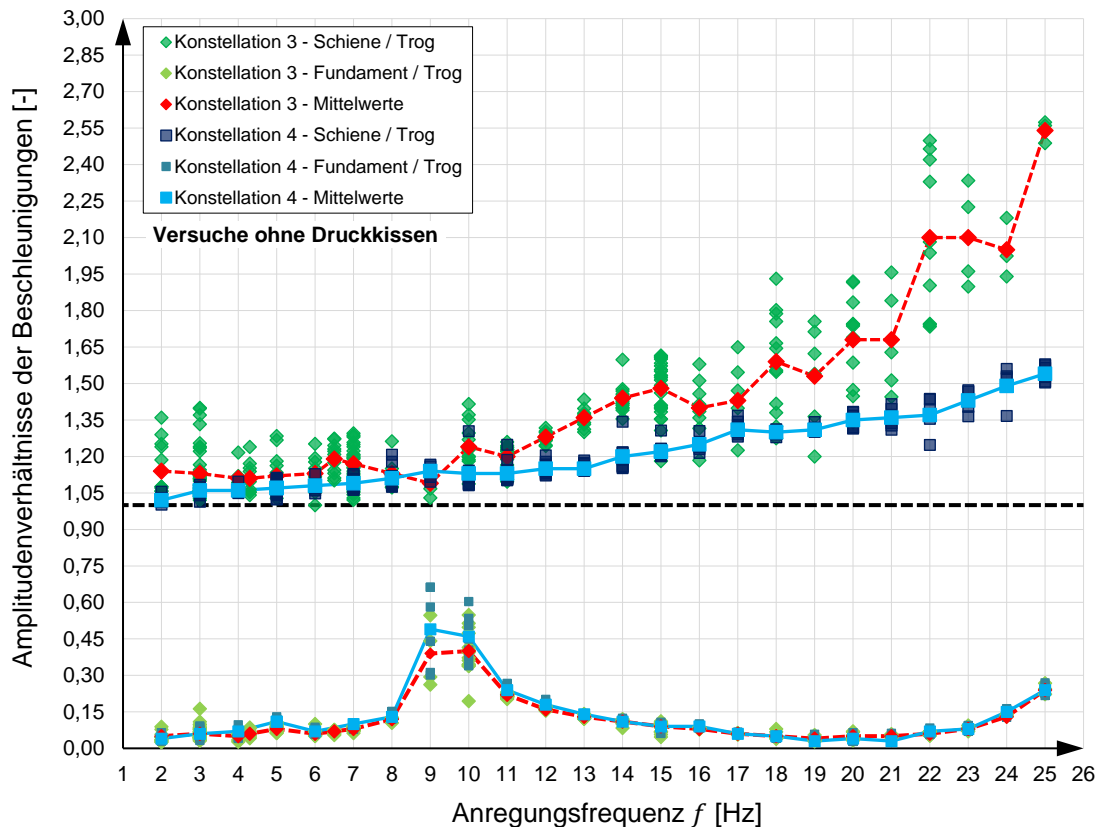 Amplitudenverhältnisse der Beschleunigungen [-]
3,00
2,85
2,70
2,55
2,40
2,25
2,10
1,95
1,80
1,65
1,50
1,35
1,20
1,05
0,90
0,75
0,60
0,45
0,30
0,15
0,00
Konstellation 3 - Schiene / Trog
Konstellation 3 - Fundament / Trog
Konstellation 3 - Mittelwerte
Konstellation 4 - Schiene / Trog
Konstellation 4 - Fundament / Trog
Konstellation 4 - Mittelwerte
Versuche ohne Druckkissen
1 2 3 4 5 6 7 8 9 10 11 12 13 14 15 16 17 18 19 20 21 22 23 24 25 26
Anregungsfrequenz f [Hz]